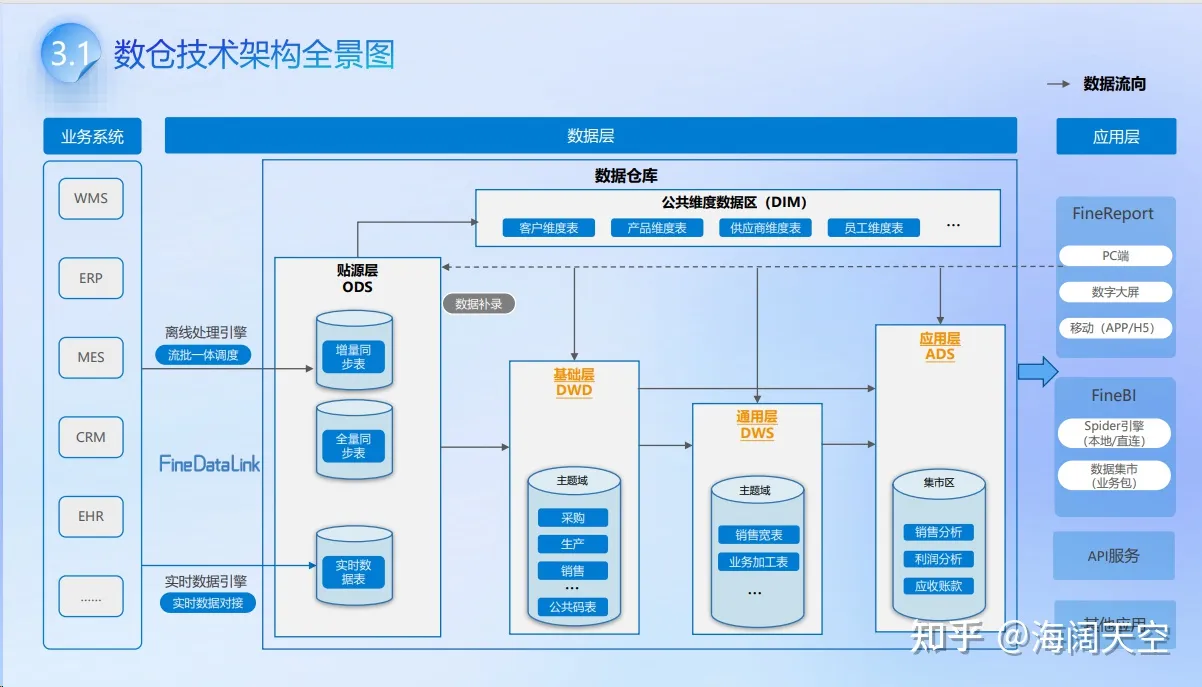 3.1 数仓技术架构全景图
数据流向
业务系统
数据层
应用层
WMS
ERP
MES
CRM
EHR
……
离线处理引擎
流批一体调度
FineDataLink
实时数据引擎
实时数据对接
数据仓库
公共维度数据区（DIM）
客户维度表
产品维度表
供应商维度表
员工维度表
...
贴源层
ODS
增量同
步表
全量同
步表
实时数
据表
数据补录
基础层
DWD
主题域
采购
生产
销售
...
公共码表
通用层
DWS
主题域
销售宽表
业务加工表
...
应用层
ADS
集市区
销售分析
利润分析
应收账款
FineReport
PC端
数字大屏
移动（APP/H5）
FineBI
Spider引擎
（本地/直连）
数据集市
（业务包）
API服务
其他应用
知乎 @海阔天空